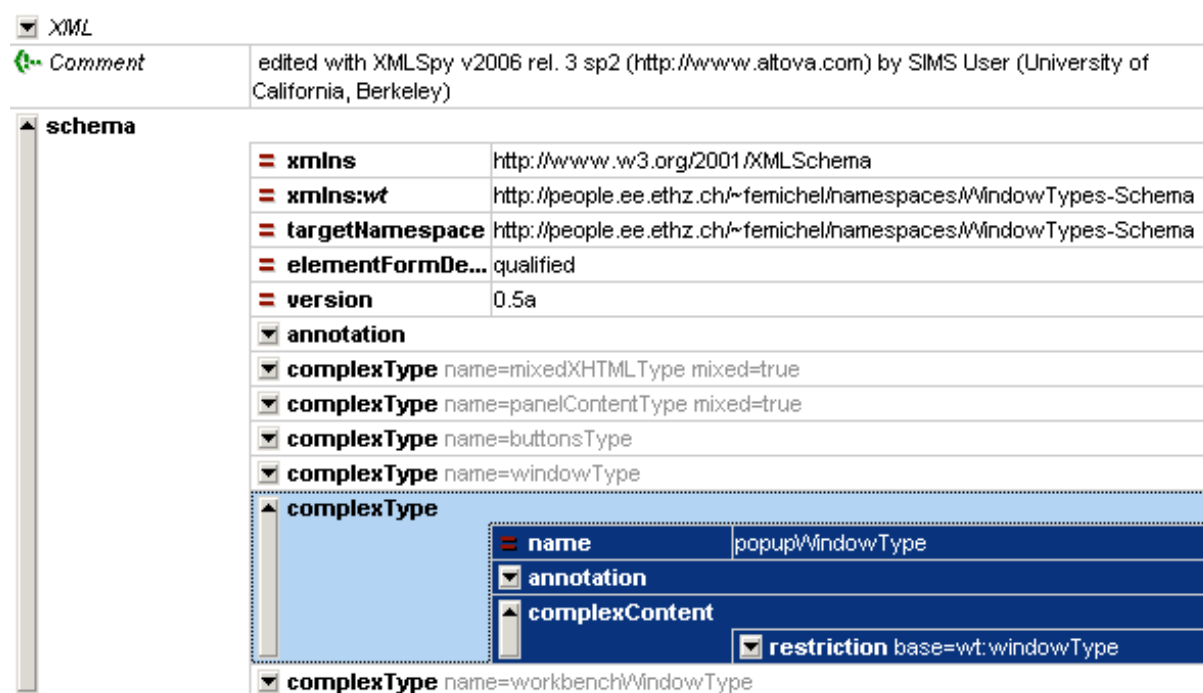 XML
Comment edited with XMLSpy v2006 rel. 3 sp2 (http://www.altova.com) by SIMS User (University of
California, Berkeley)
schema
= xmlns http://www.w3.org/2001/XMLSchema
= xmlns:wt http://people.ee.ethz.ch/~femichel/namespaces/WindowTypes-Schema
= targetNamespace http://people.ee.ethz.ch/~femichel/namespaces/WindowTypes-Schema
= elementFormDe... qualified
= version 0.5a
annotation
complexType name=mixedXHTMLType mixed=true
complexType name=panelContentType mixed=true
complexType name=buttonsType
complexType name=windowType
complexType
= name popupWindowType
annotation
complexContent
restriction base=wt:windowType
complexType name=workbenchWindowType